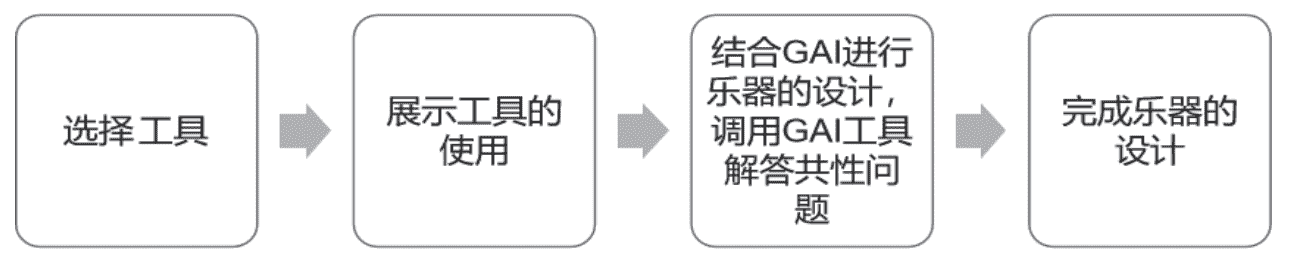 选择工具
展示工具的
使用
结合GAI进行
乐器的设计，
调用GAI工具
解答共性问
题
完成乐器的
设计